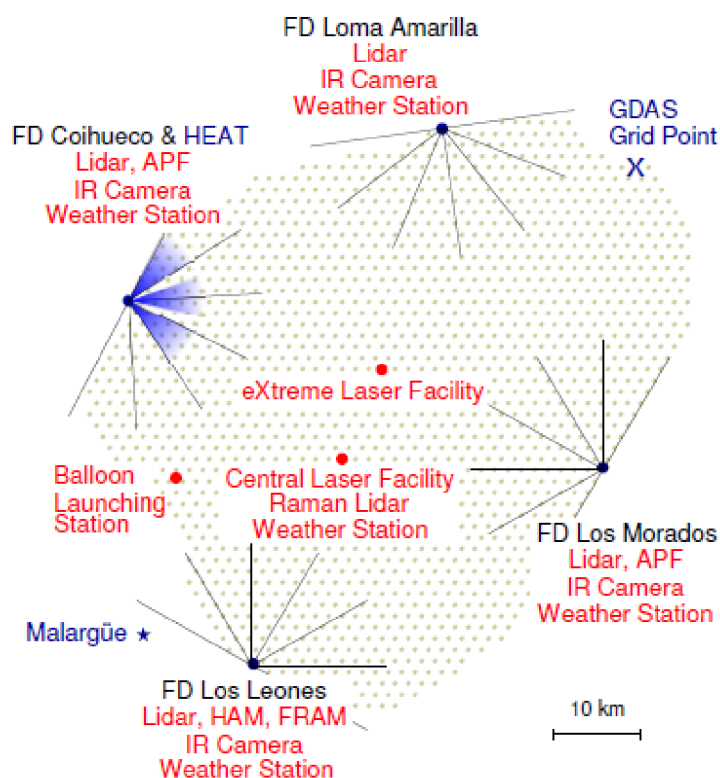 FD Loma Amarilla
Lidar
IR Camera
Weather Station
GDAS
Grid Point
X
FD Coihueco & HEAT
Lidar, APF
IR Camera
Weather Station
eXtreme Laser Facility
Balloon
Launching
Station
Central Laser Facility
Raman Lidar
Weather Station
FD Los Morados
Lidar, APF
IR Camera
Weather Station
Malargüe
FD Los Leones
Lidar, HAM, FRAM
IR Camera
Weather Station
10 km